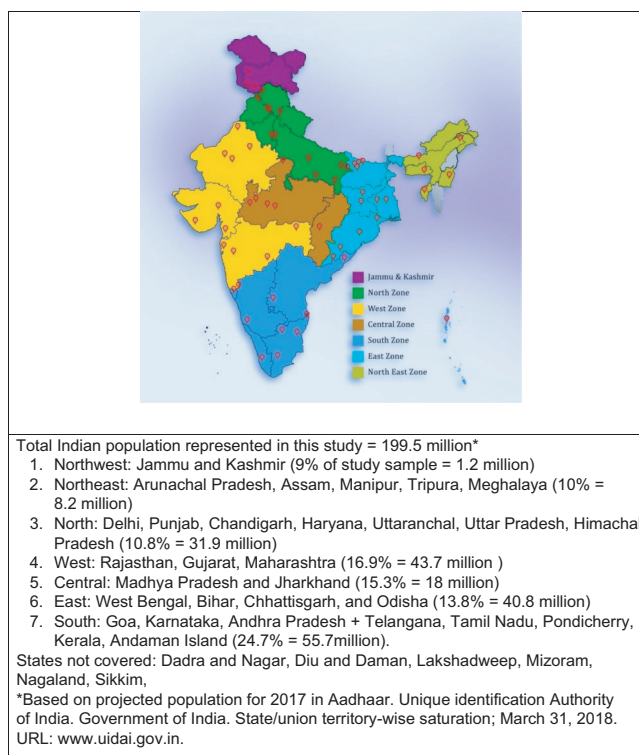 Jammu & Kashmir
North Zone
West Zone
Central Zone
South Zone
East Zone
North East Zone
Total Indian population represented in this study = 199.5 million*
1. Northwest: Jammu and Kashmir (9% of study sample = 1.2 million)
2. Northeast: Arunachal Pradesh, Assam, Manipur, Tripura, Meghalaya (10% =
8.2 million)
3. North: Delhi, Punjab, Chandigarh, Haryana, Uttaranchal, Uttar Pradesh, Himachal
Pradesh (10.8% = 31.9 million)
4. West: Rajasthan, Gujarat, Maharashtra (16.9% = 43.7 million )
5. Central: Madhya Pradesh and Jharkhand (15.3% = 18 million)
6. East: West Bengal, Bihar, Chhattisgarh, and Odisha (13.8% = 40.8 million)
7. South: Goa, Karnataka, Andhra Pradesh + Telangana, Tamil Nadu, Pondicherry,
Kerala, Andaman Island (24.7% = 55.7million).
States not covered: Dadra and Nagar, Diu and Daman, Lakshadweep, Mizoram,
Nagaland, Sikkim,
*Based on projected population for 2017 in Aadhaar. Unique identification Authority
of India. Government of India. State/union territory-wise saturation; March 31, 2018.
URL: www.uidai.gov.in.